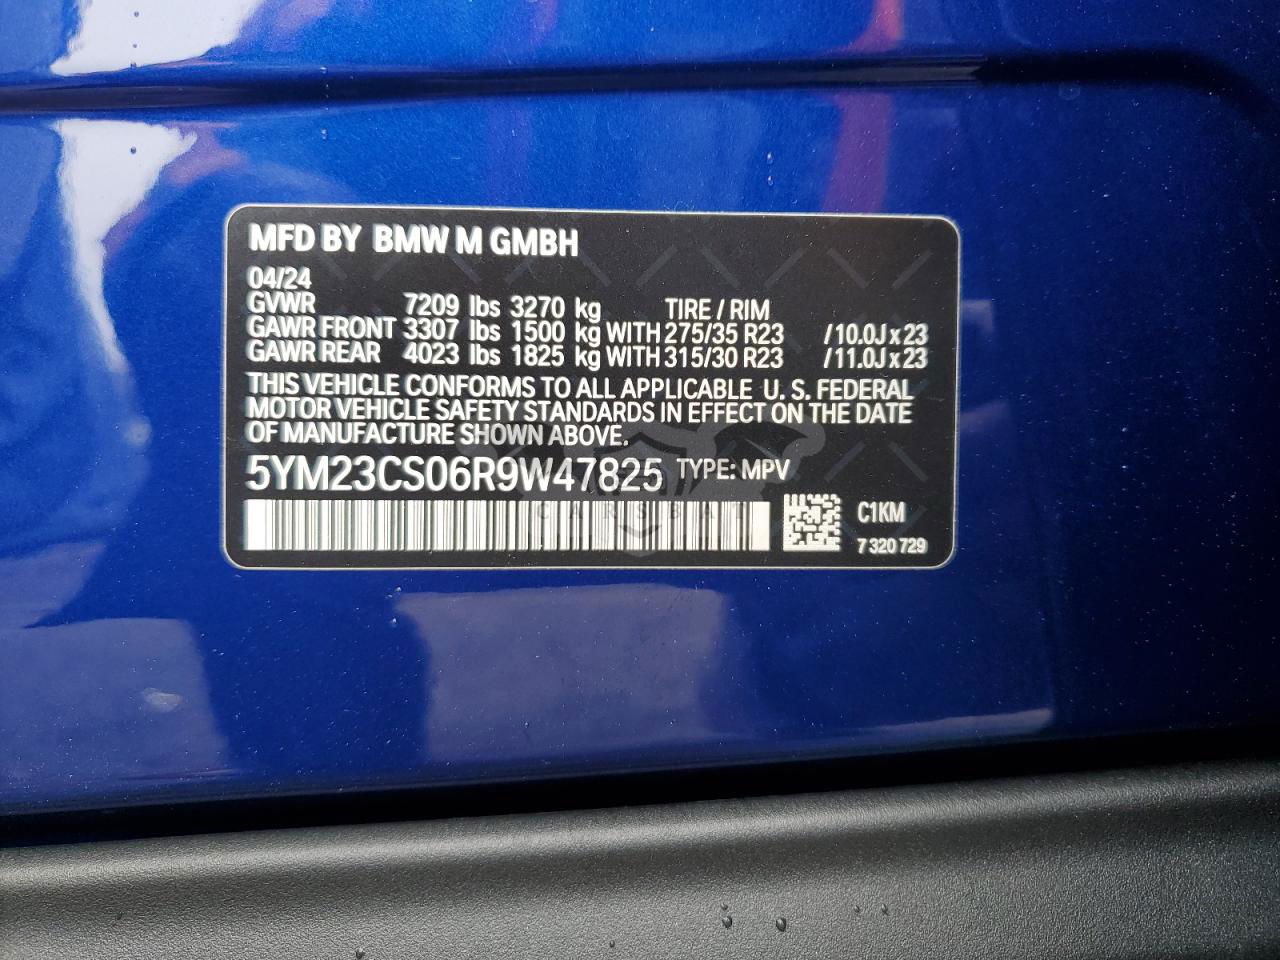 MFD BY BMW M GMBH
04/24
GVWR 7209 lbs 3270 kg TIRE / RIM
GAWR FRONT 3307 lbs 1500 kg WITH 275/35 R23 /10.0J x 23
GAWR REAR 4023 lbs 1825 kg WITH 315/30 R23 /11.0J x 23
THIS VEHICLE CONFORMS TO ALL APPLICABLE U. S. FEDERAL
MOTOR VEHICLE SAFETY STANDARDS IN EFFECT ON THE DATE
OF MANUFACTURE SHOWN ABOVE.
5YM23CS06R9W47825 TYPE: MPV
C1KM
7 320 729